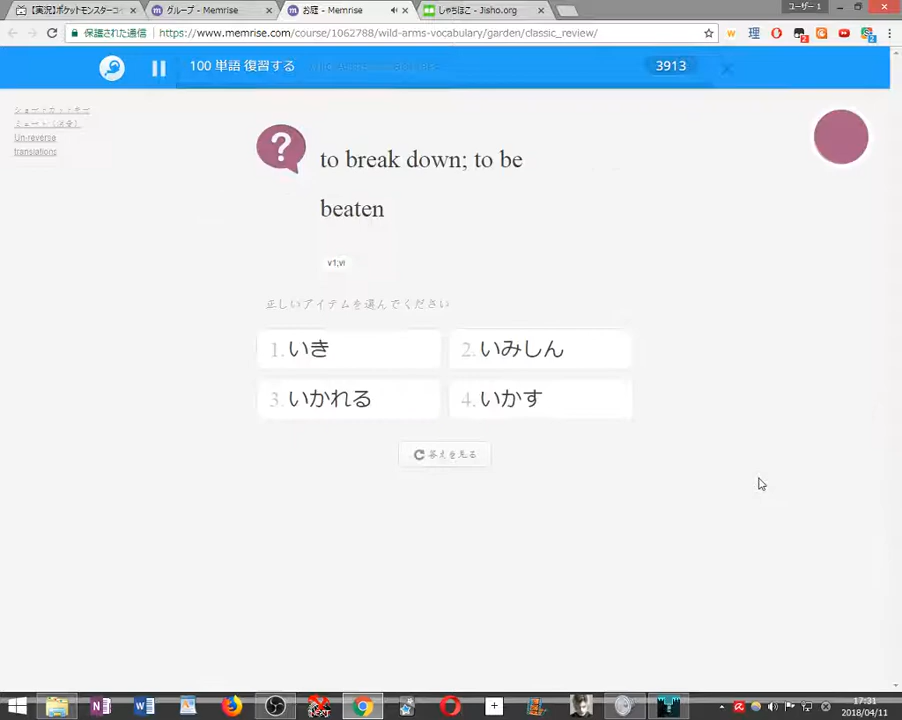 【実況】ポケットモンスターコイ
グループ - Memrise
お庭 - Memrise
しゃちほこ - Jisho.org
ユーザー 1
保護された通信
https://www.memrise.com/course/1062788/wild-arms-vocabulary/garden/classic_review/
100 単語 復習する
3913
Un-reverse
translations
to break down; to be
beaten
v1;vi
正しいアイテムを選んでください
1. いき
2. いみしん
3. いかれる
4. いかす
答えを見る
17:31
2018/04/11